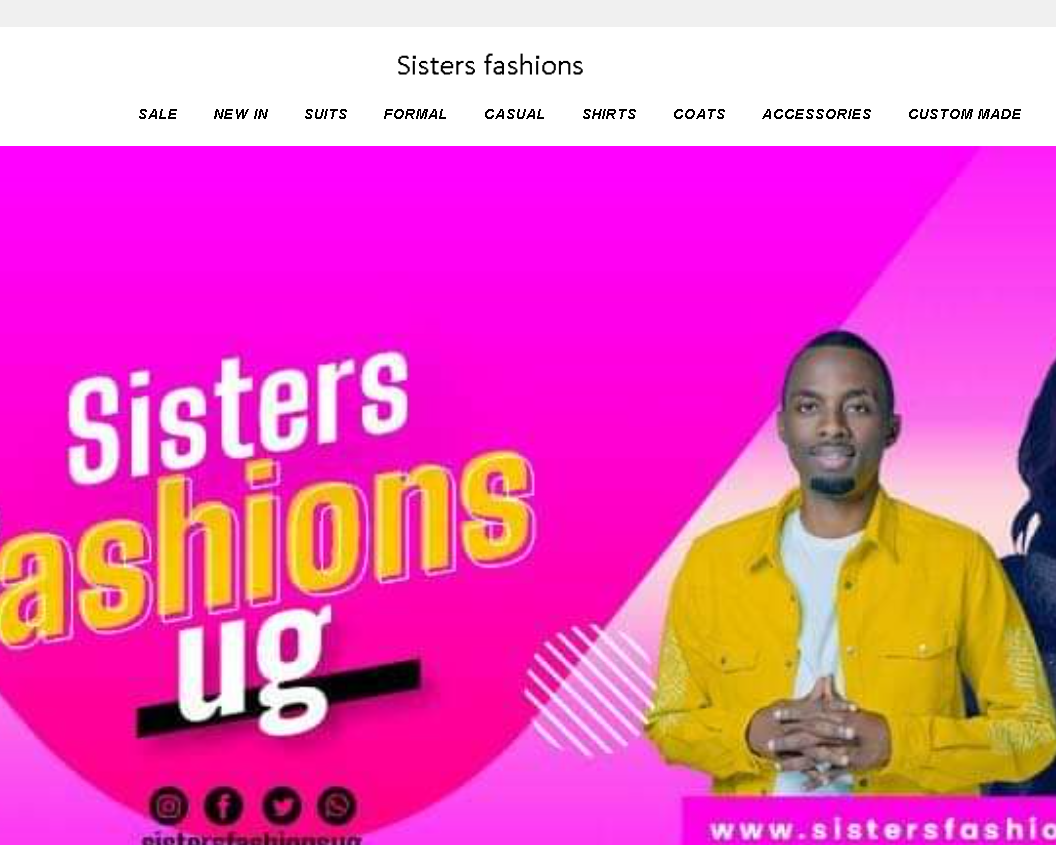 Sisters fashions
SALE NEW IN SUITS FORMAL CASUAL SHIRTS COATS ACCESSORIES CUSTOM MADE
Sisters
ashions
ug
sistersfashionsug
www.sistersfashio